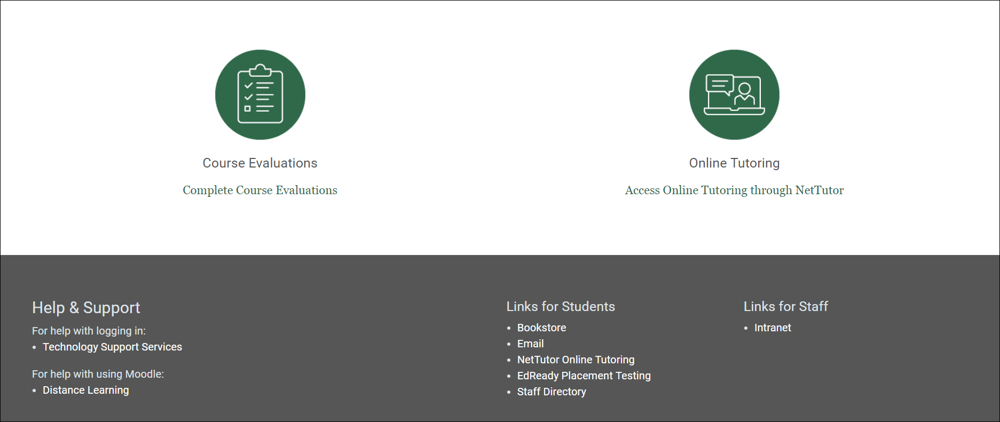 Course Evaluations
Complete Course Evaluations
Online Tutoring
Access Online Tutoring through NetTutor
Help & Support
For help with logging in:
• Technology Support Services
For help with using Moodle:
• Distance Learning
Links for Students
• Bookstore
• Email
• NetTutor Online Tutoring
• EdReady Placement Testing
• Staff Directory
Links for Staff
• Intranet